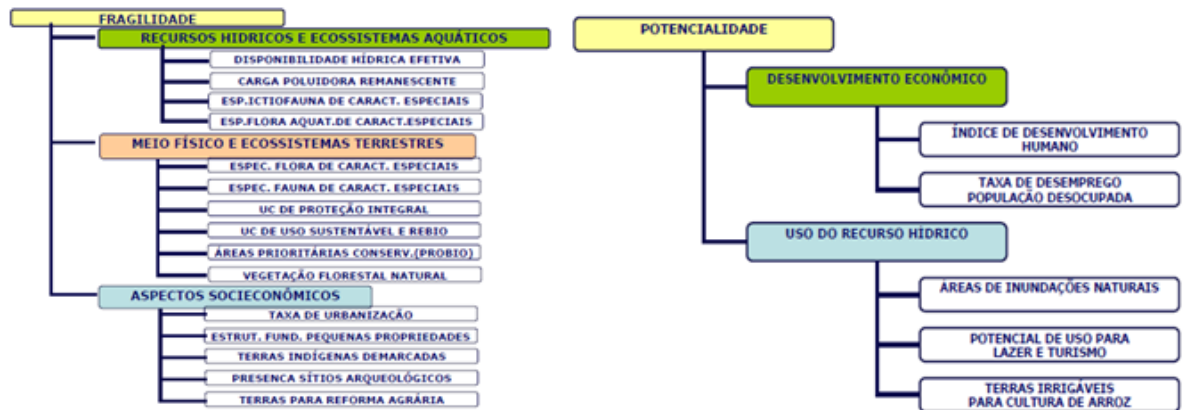 FRAGILIDADE
RECURSOS HIDRICOS E ECOSSISTEMAS AQUÁTICOS
DISPONIBILIDADE HÍDRICA EFETIVA
CARGA POLUIDORA REMANESCENTE
ESP.ICTIOFAUNA DE CARACT. ESPECIAIS
ESP.FLORA AQUAT.DE CARACT.ESPECIAIS
MEIO FÍSICO E ECOSSISTEMAS TERRESTRES
ESPEC. FLORA DE CARACT. ESPECIAIS
ESPEC. FAUNA DE CARACT. ESPECIAIS
UC DE PROTEÇÃO INTEGRAL
UC DE USO SUSTENTÁVEL E REBIO
ÁREAS PRIORITÁRIAS CONSERV.(PROBIO)
VEGETAÇÃO FLORESTAL NATURAL
ASPECTOS SOCIECONÔMICOS
TAXA DE URBANIZAÇÃO
ESTRUT. FUND. PEQUENAS PROPRIEDADES
TERRAS INDÍGENAS DEMARCADAS
PRESENCA SÍTIOS ARQUEOLÓGICOS
TERRAS PARA REFORMA AGRÁRIA
POTENCIALIDADE
DESENVOLVIMENTO ECONÔMICO
ÍNDICE DE DESENVOLVIMENTO
HUMANO
TAXA DE DESEMPREGO
POPULAÇÃO DESOCUPADA
USO DO RECURSO HÍDRICO
ÁREAS DE INUNDAÇÕES NATURAIS
POTENCIAL DE USO PARA
LAZER E TURISMO
TERRAS IRRIGÁVEIS
PARA CULTURA DE ARROZ